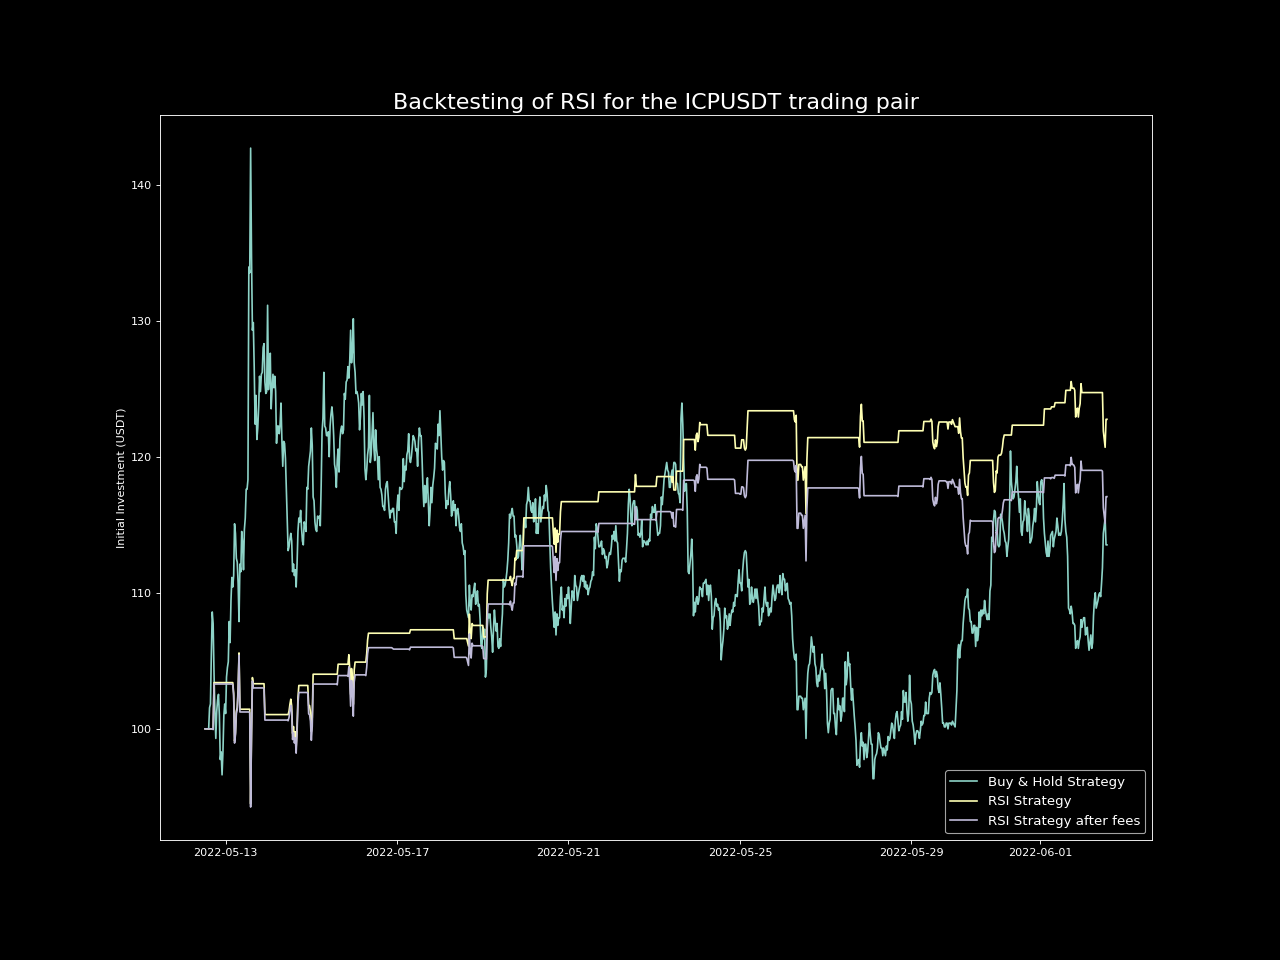 Backtesting of RSI for the ICPUSDT trading pair
Initial Investment (USDT)
140
130
120
110
100
2022-05-13
2022-05-17
2022-05-21
2022-05-25
2022-05-29
2022-06-01
Buy & Hold Strategy
RSI Strategy
RSI Strategy after fees